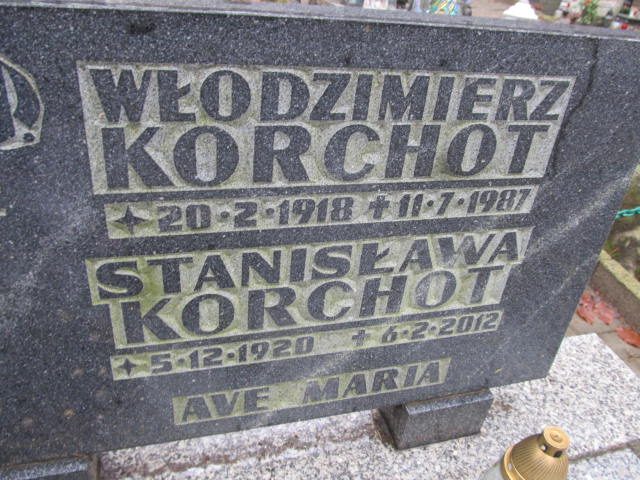 WŁODZIMIERZ
KORCHOT
20·2·1918 ✝ 11·7·1987
STANISŁAWA
KORCHOT
5·12·1920 ✝ 6·2·2012
AVE MARIA